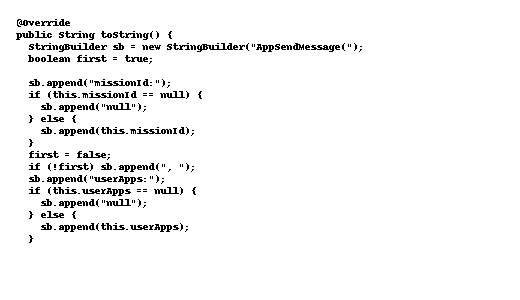 @Override
public String toString() {
  StringBuilder sb = new StringBuilder("AppSendMessage(");
  boolean first = true;

  sb.append("missionId:");
  if (this.missionId == null) {
    sb.append("null");
  } else {
    sb.append(this.missionId);
  }
  first = false;
  if (!first) sb.append(", ");
  sb.append("userApps:");
  if (this.userApps == null) {
    sb.append("null");
  } else {
    sb.append(this.userApps);
  }